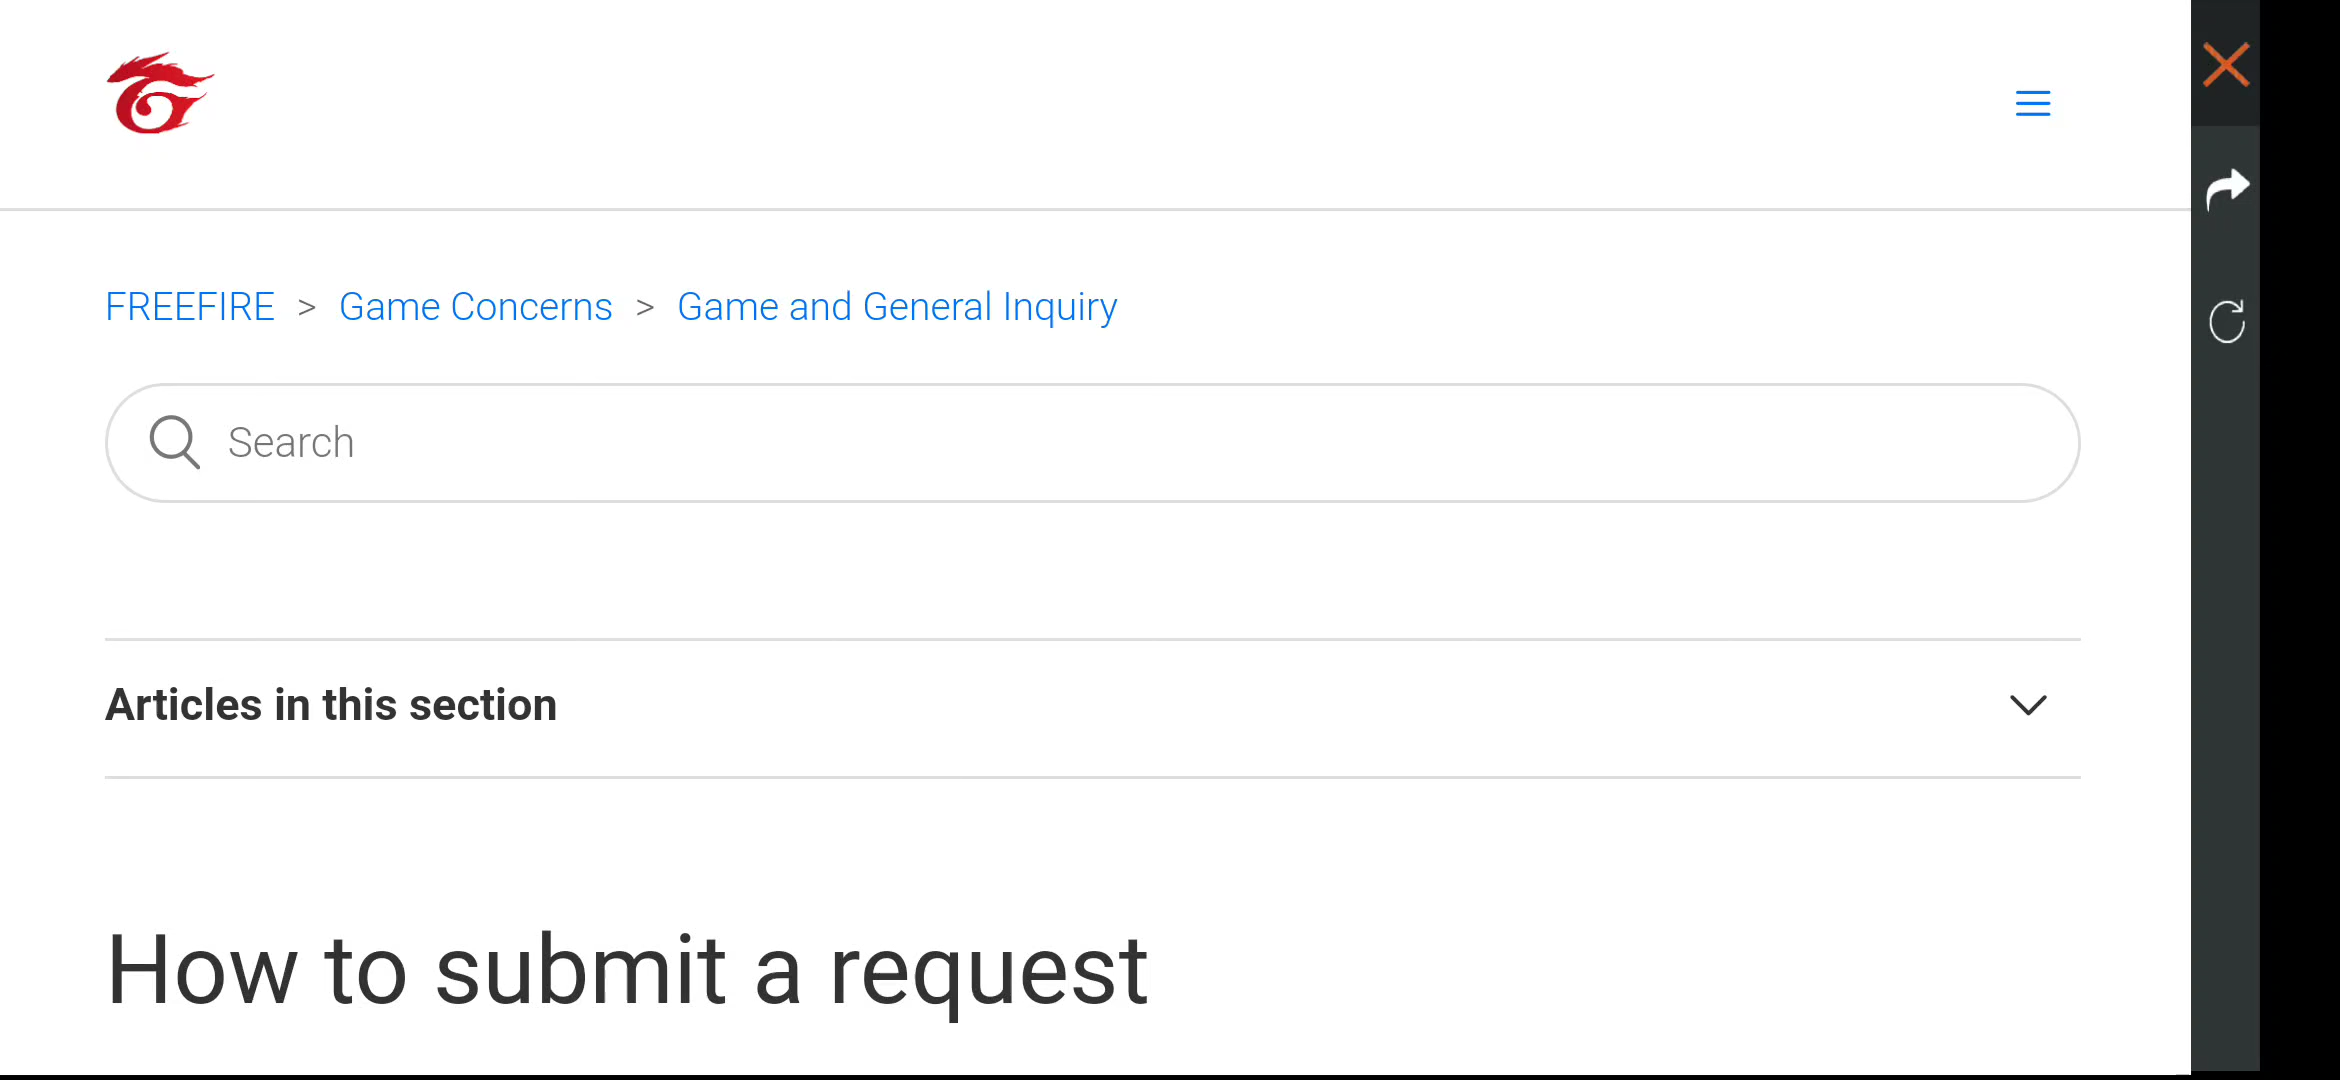 FREEFIRE > Game Concerns > Game and General Inquiry
Search
Articles in this section
How to submit a request